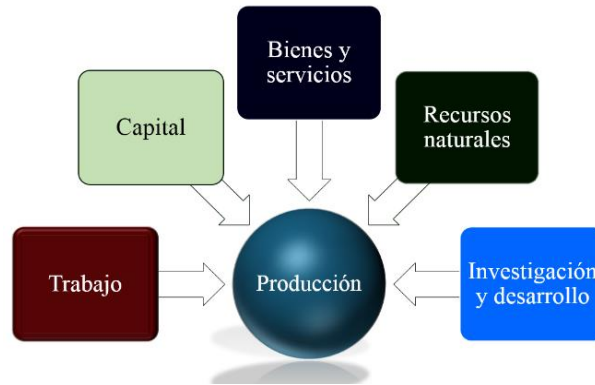 Bienes y
servicios
Capital
Recursos
naturales
Trabajo
Producción
Investigación
y desarrollo